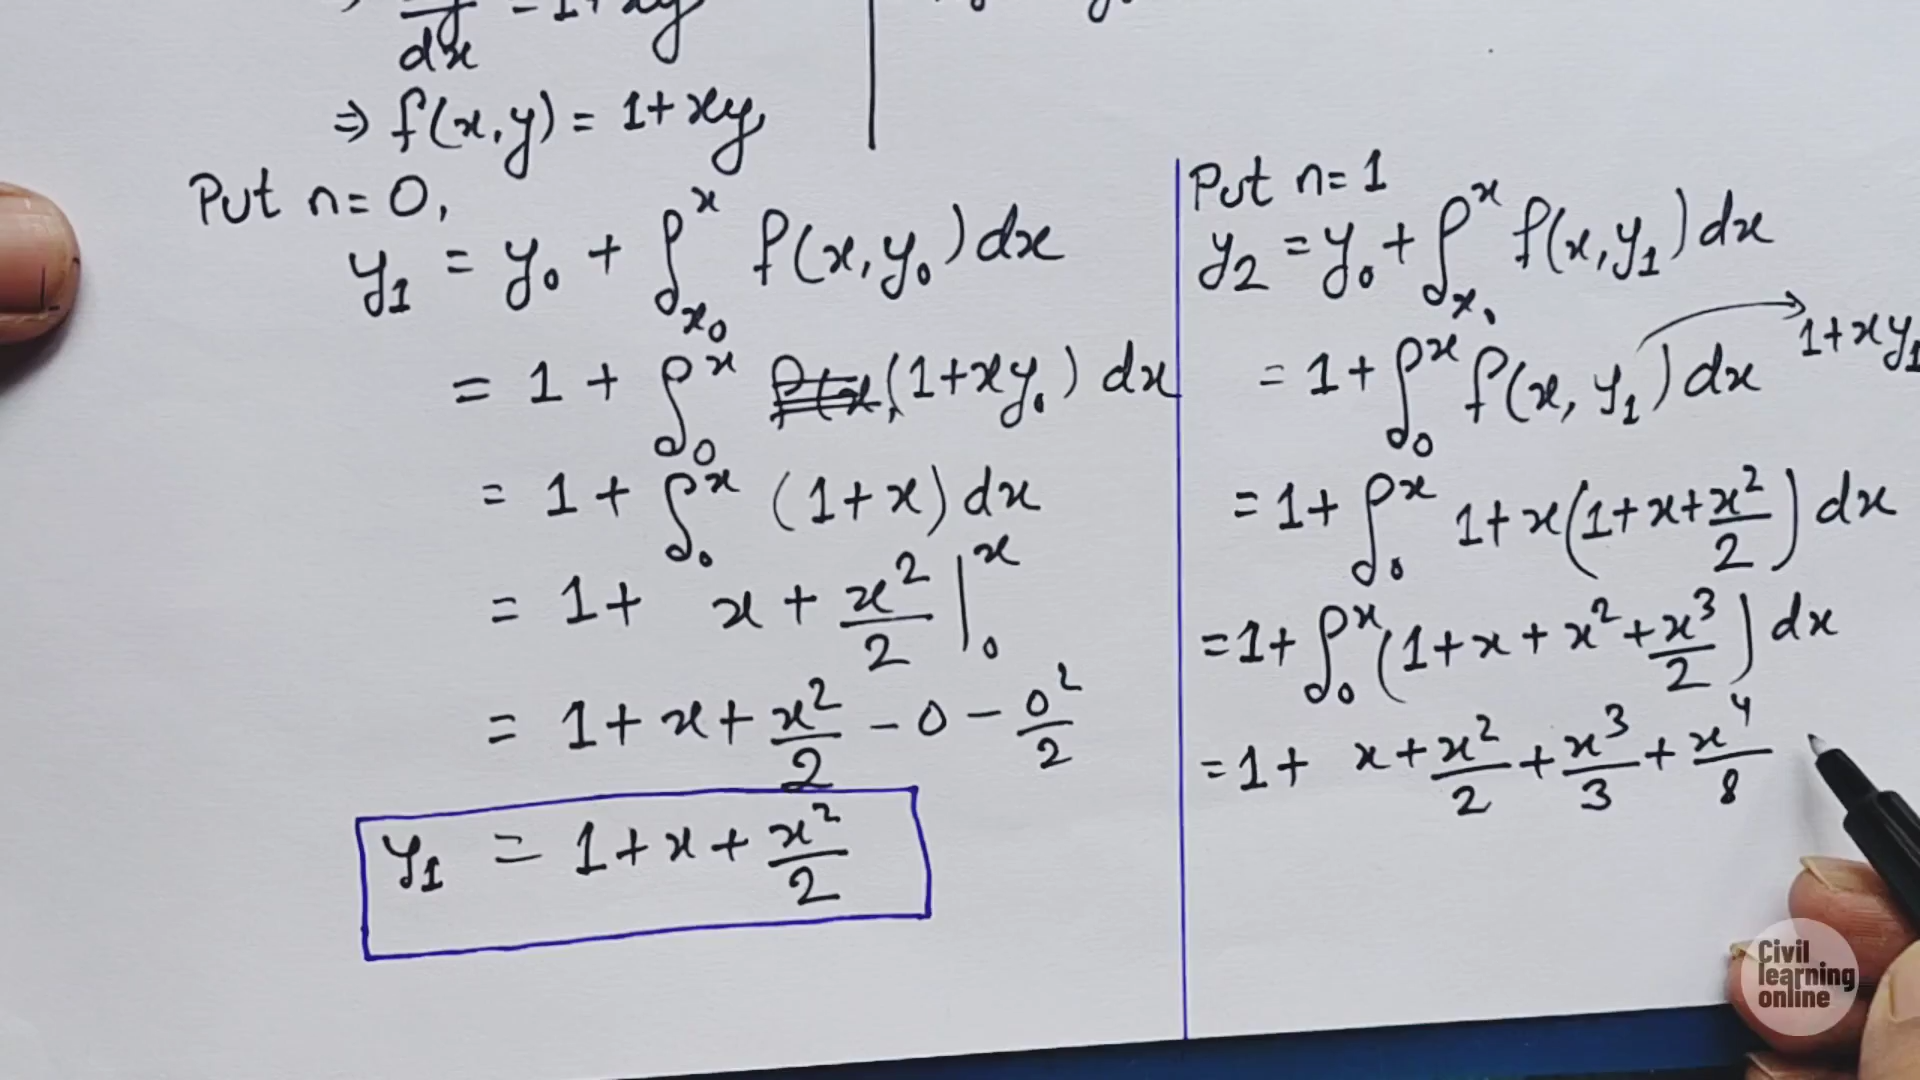 dy/dx = 1+xy
⇒ f(x,y) = 1+xy
Put n=0,
y₁ = y₀ + ∫_{x₀}^{x} f(x,y₀) dx
= 1 + ∫₀^x (1+xy₀) dx
= 1 + ∫₀^x (1+x) dx
= 1 + x + x²/2 |₀^x
= 1 + x + x²/2 - 0 - 0²/2
y₁ = 1 + x + x²/2
Put n=1
y₂ = y₀ + ∫_{x₀}^{x} f(x,y₁) dx
= 1 + ∫₀^x f(x, y₁) dx 1+xy₁
= 1 + ∫₀^x 1+x(1+x+x²/2) dx
= 1 + ∫₀^x (1+x+x²+x³/2) dx
= 1 + x + x²/2 + x³/3 + x⁴/8
Civil
learning
online